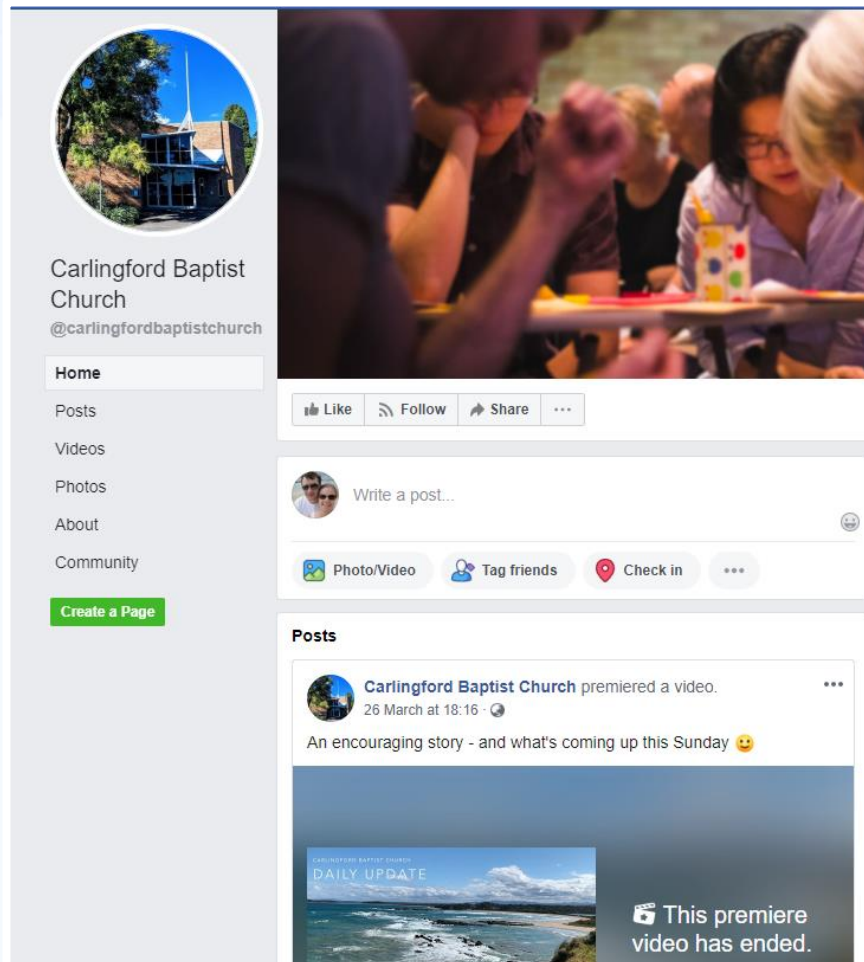 Carlingford Baptist
Church
@carlingfordbaptistchurch
Home
Posts
Videos
Photos
About
Community
Create a Page
Like
Follow
Share
Write a post...
Photo/Video
Tag friends
Check in
Posts
Carlingford Baptist Church premiered a video.
26 March at 18:16 ·
An encouraging story - and what's coming up this Sunday
CARLINGFORD BAPTIST CHURCH
DAILY UPDATE
This premiere
video has ended.